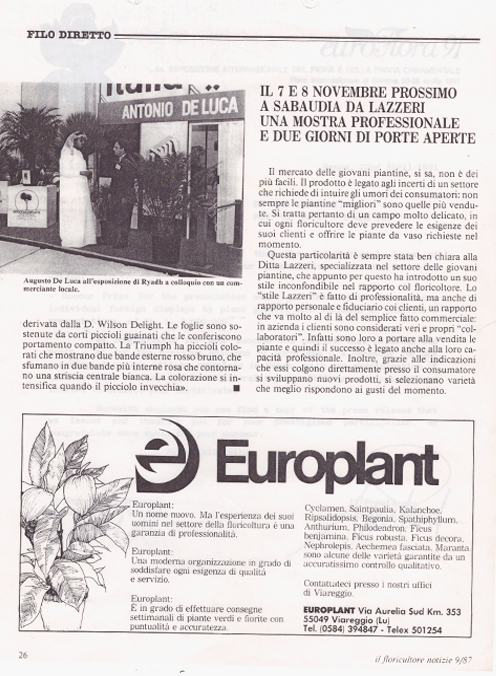 FILO DIRETTO
ANTONIO DE LUCA
Augusto De Luca all'esposizione di Ryadh a colloquio con un com-
merciante locale.
derivata dalla D. Wilson Delight. Le foglie sono so-
stenute da corti piccioli guainati che le conferiscono
portamento compatto. La Triumph ha piccioli colo-
rati che mostrano due bande esterne rosso bruno, che
sfumano in due bande più interne rosa che contorna-
no una striscia centrale bianca. La colorazione si in-
tensifica quando il picciolo invecchia».
IL 7 E 8 NOVEMBRE PROSSIMO
A SABAUDIA DA LAZZERI
UNA MOSTRA PROFESSIONALE
E DUE GIORNI DI PORTE APERTE
Il mercato delle giovani piantine, si sa, non è dei
più facili. Il prodotto è legato agli incerti di un settore
che richiede di intuire gli umori dei consumatori: non
sempre le piantine "migliori" sono quelle più vendu-
te. Si tratta pertanto di un campo molto delicato, in
cui ogni floricoltore deve prevedere le esigenze dei
suoi clienti e offrire le piante da vaso richieste nel
momento.
Questa particolarità è sempre stata ben chiara alla
Ditta Lazzeri, specializzata nel settore delle giovani
piantine, che appunto per questo ha introdotto un suo
stile inconfondibile nel rapporto col floricoltore. Lo
"stile Lazzeri" è fatto di professionalità, ma anche di
rapporto personale e fiduciario coi clienti, un rapporto
che va molto al di là del semplice fatto commerciale:
in azienda i clienti sono considerati veri e propri "col-
laboratori". Infatti sono loro a portare alla vendita le
piante e quindi il successo è legato anche alla loro ca-
pacità professionale. Inoltre, grazie alle indicazioni
che essi colgono direttamente presso il consumatore
si sviluppano nuovi prodotti, si selezionano varietà
che meglio rispondono ai gusti del momento.
Europlant
Europlant:
Un nome nuovo. Ma l'esperienza dei suoi
uomini nel settore della floricoltura è una
garanzia di professionalità.
Europlant:
Una moderna organizzazione in grado di
soddisfare ogni esigenza di qualità
e servizio.
Europlant:
È in grado di effettuare consegne
settimanali di piante verdi e fiorite con
puntualità e accuratezza.
Cyclamen, Saintpaulia, Kalanchoe,
Ripsalidopsis, Begonia, Spathiphyllum,
Anthurium, Philodendron, Ficus
benjamina, Ficus robusta, Ficus decora,
Nephrolepis, Aechemea fasciata, Maranta
sono alcune delle varietà garantite da un
accuratissimo controllo qualitativo.
Contattateci presso i nostri uffici
di Viareggio.
EUROPLANT Via Aurelia Sud Km. 353
55049 Viareggio (Lu)
Tel. (0584) 394847 - Telex 501254
26
il floricultore notizie 9/87